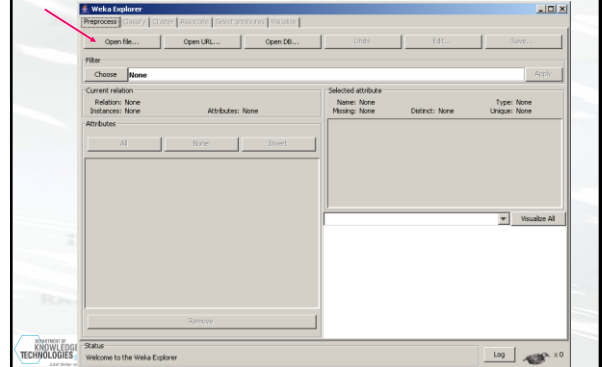 Weka Explorer
Preprocess Classify Cluster Associate Select attributes Visualize
Open file... Open URL... Open DB... Undo Edit... Save...
Filter
Choose None Apply
Current relation
Relation: None
Instances: None Attributes: None
Selected attribute
Name: None Type: None
Missing: None Distinct: None Unique: None
Attributes
All None Invert
Visualize All
Remove
Status
Welcome to the Weka Explorer
Log x 0
DEPARTMENT OF
KNOWLEDGE
TECHNOLOGIES